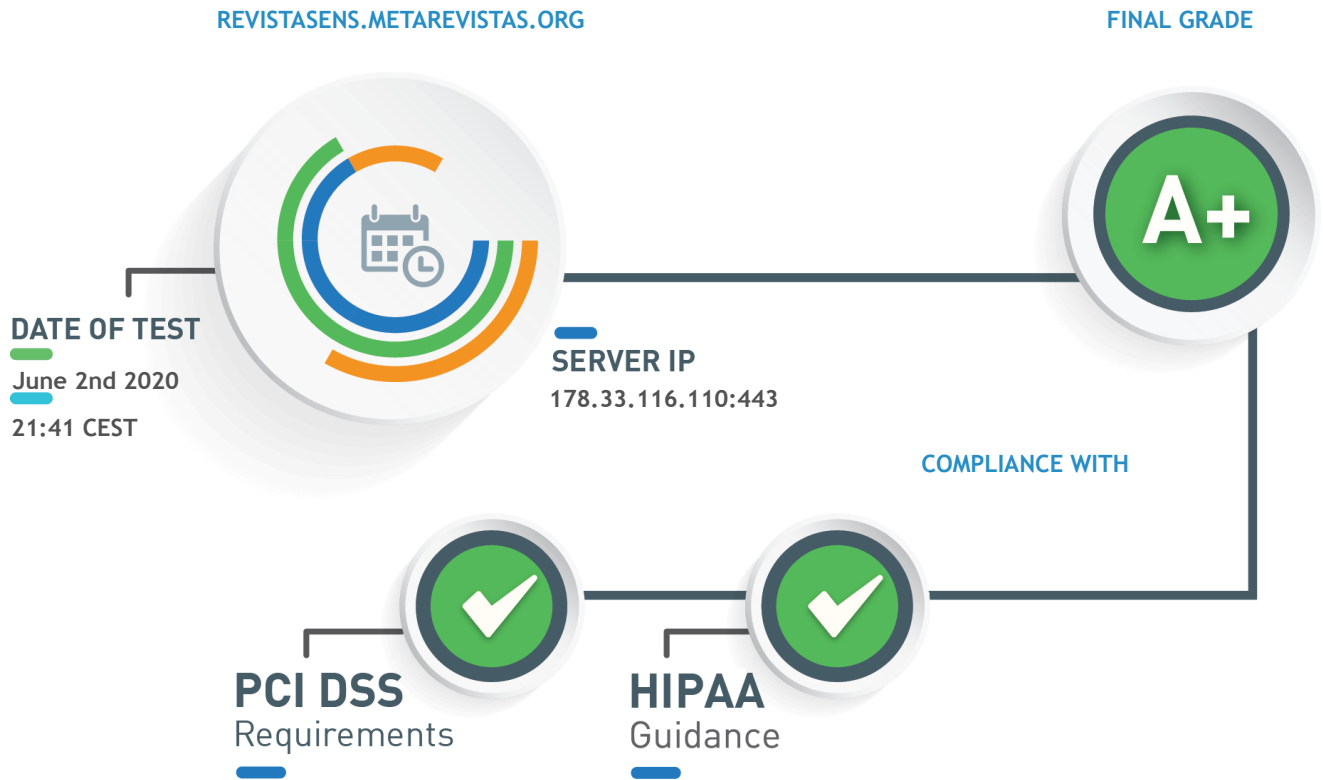 REVISTASENS.METAREVISTAS.ORG
FINAL GRADE
A+
DATE OF TEST
June 2nd 2020
21:41 CEST
SERVER IP
178.33.116.110:443
COMPLIANCE WITH
PCI DSS
Requirements
HIPAA
Guidance